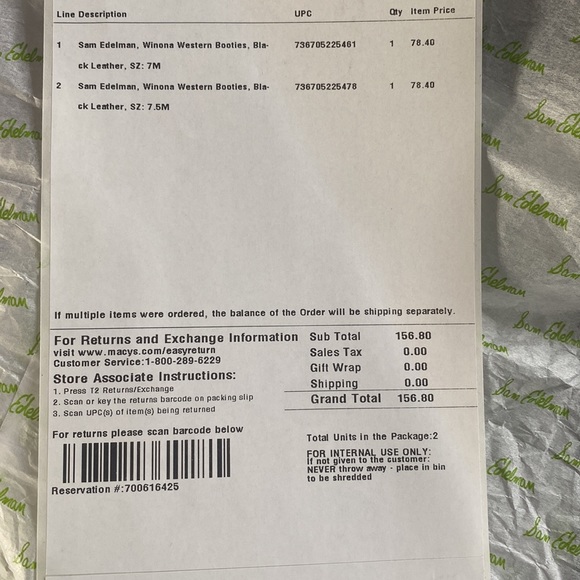 Line Description UPC Qty Item Price
1 Sam Edelman, Winona Western Booties, Bla- 736705225461 1 78.40
ck Leather, SZ: 7M
2 Sam Edelman, Winona Western Booties, Bla- 736705225478 1 78.40
ck Leather, SZ: 7.5M
If multiple items were ordered, the balance of the Order will be shipping separately.
For Returns and Exchange Information
visit www.macys.com/easyreturn
Customer Service:1-800-289-6229
Store Associate Instructions:
1. Press T2 Returns/Exchange
2. Scan or key the returns barcode on packing slip
3. Scan UPC(s) of item(s) being returned
Sub Total 156.80
Sales Tax 0.00
Gift Wrap 0.00
Shipping 0.00
Grand Total 156.80
For returns please scan barcode below
Reservation #:700616425
Total Units in the Package:2
FOR INTERNAL USE ONLY:
If not given to the customer:
NEVER throw away - place in bin
to be shredded
Sam Edelman
Sam Edelman
Sam Edelman
Sam Edelman